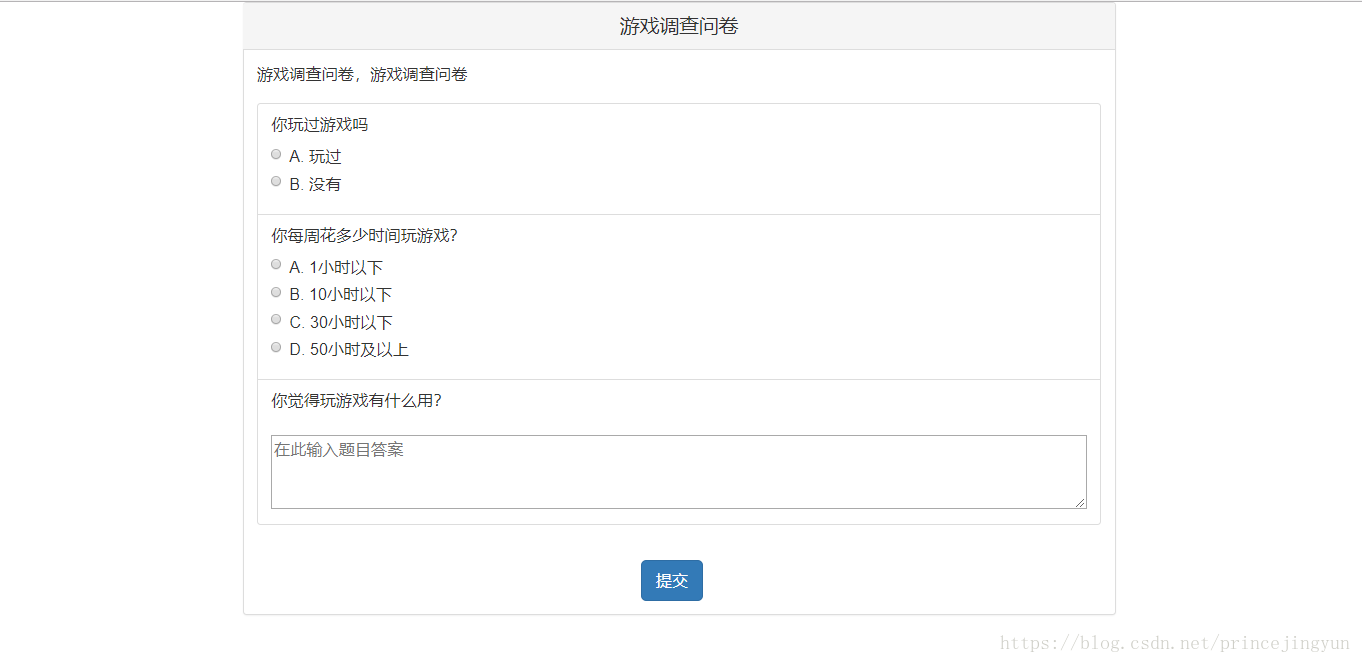 游戏调查问卷
游戏调查问卷，游戏调查问卷
你玩过游戏吗
A. 玩过
B. 没有
你每周花多少时间玩游戏？
A. 1小时以下
B. 10小时以下
C. 30小时以下
D. 50小时及以上
你觉得玩游戏有什么用？
在此输入题目答案
提交
https://blog.csdn.net/princejingyun